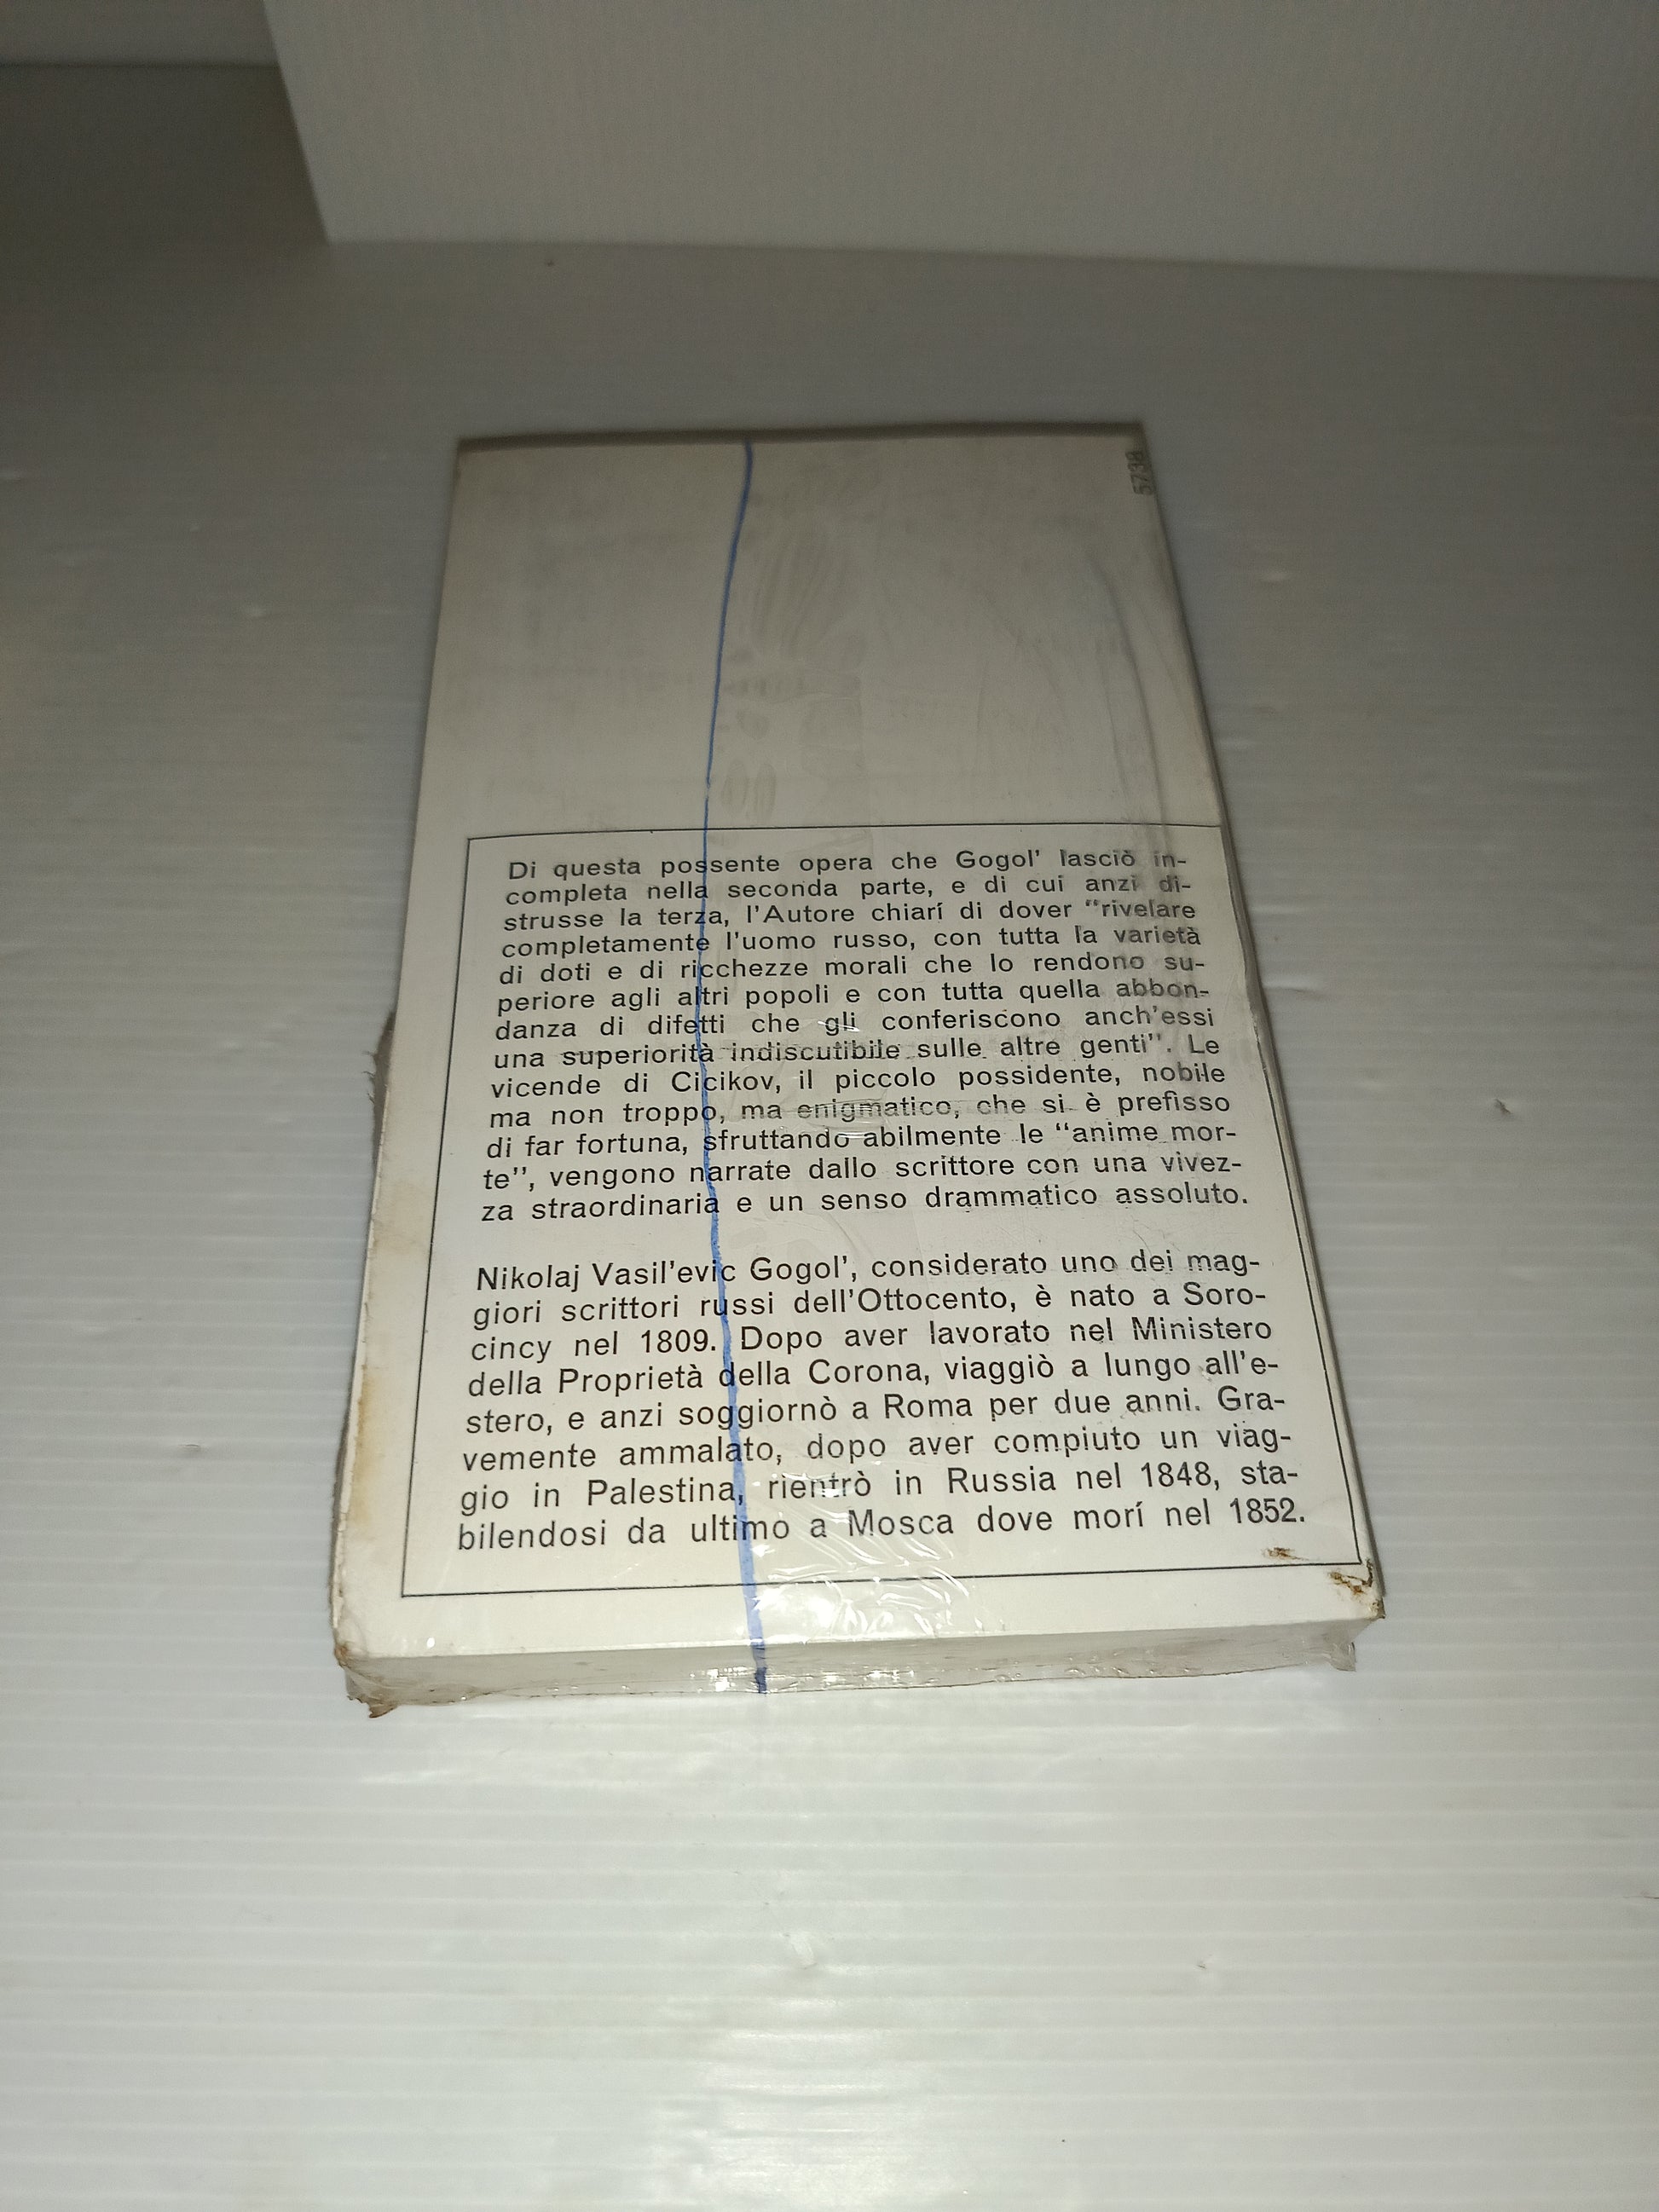 5738
Di questa possente opera che Gogol' lasciò in-
completa nella seconda parte, e di cui anzi di-
strusse la terza, l'Autore chiarí di dover "rivelare
completamente l'uomo russo, con tutta la varietà
di doti e di ricchezze morali che lo rendono su-
periore agli altri popoli e con tutta quella abbon-
danza di difetti che gli conferiscono anch'essi
una superiorità indiscutibile sulle altre genti". Le
vicende di Cicikov, il piccolo possidente, nobile
ma non troppo, ma enigmatico, che si è prefisso
di far fortuna, sfruttando abilmente le "anime mor-
te", vengono narrate dallo scrittore con una vivez-
za straordinaria e un senso drammatico assoluto.
Nikolaj Vasil'evic Gogol', considerato uno dei mag-
giori scrittori russi dell'Ottocento, è nato a Soro-
cincy nel 1809. Dopo aver lavorato nel Ministero
della Proprietà della Corona, viaggiò a lungo all'e-
stero, e anzi soggiornò a Roma per due anni. Gra-
vemente ammalato, dopo aver compiuto un viag-
gio in Palestina, rientrò in Russia nel 1848, sta-
bilendosi da ultimo a Mosca dove morí nel 1852.